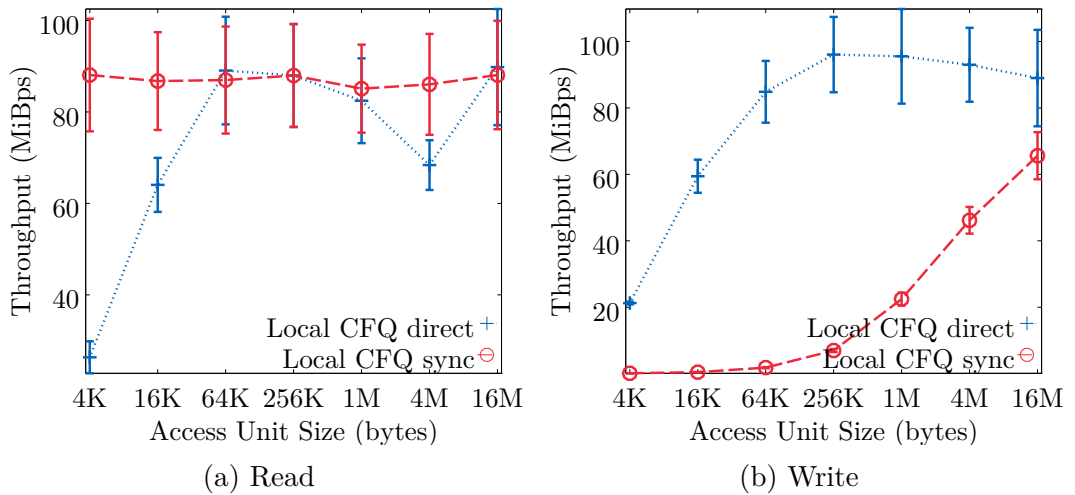 Throughput (MiBps)
100
80
60
40
4K 16K 64K 256K 1M 4M 16M
Access Unit Size (bytes)
Local CFQ direct
Local CFQ sync
(a) Read
Throughput (MiBps)
100
80
60
40
20
4K 16K 64K 256K 1M 4M 16M
Access Unit Size (bytes)
Local CFQ direct
Local CFQ sync
(b) Write